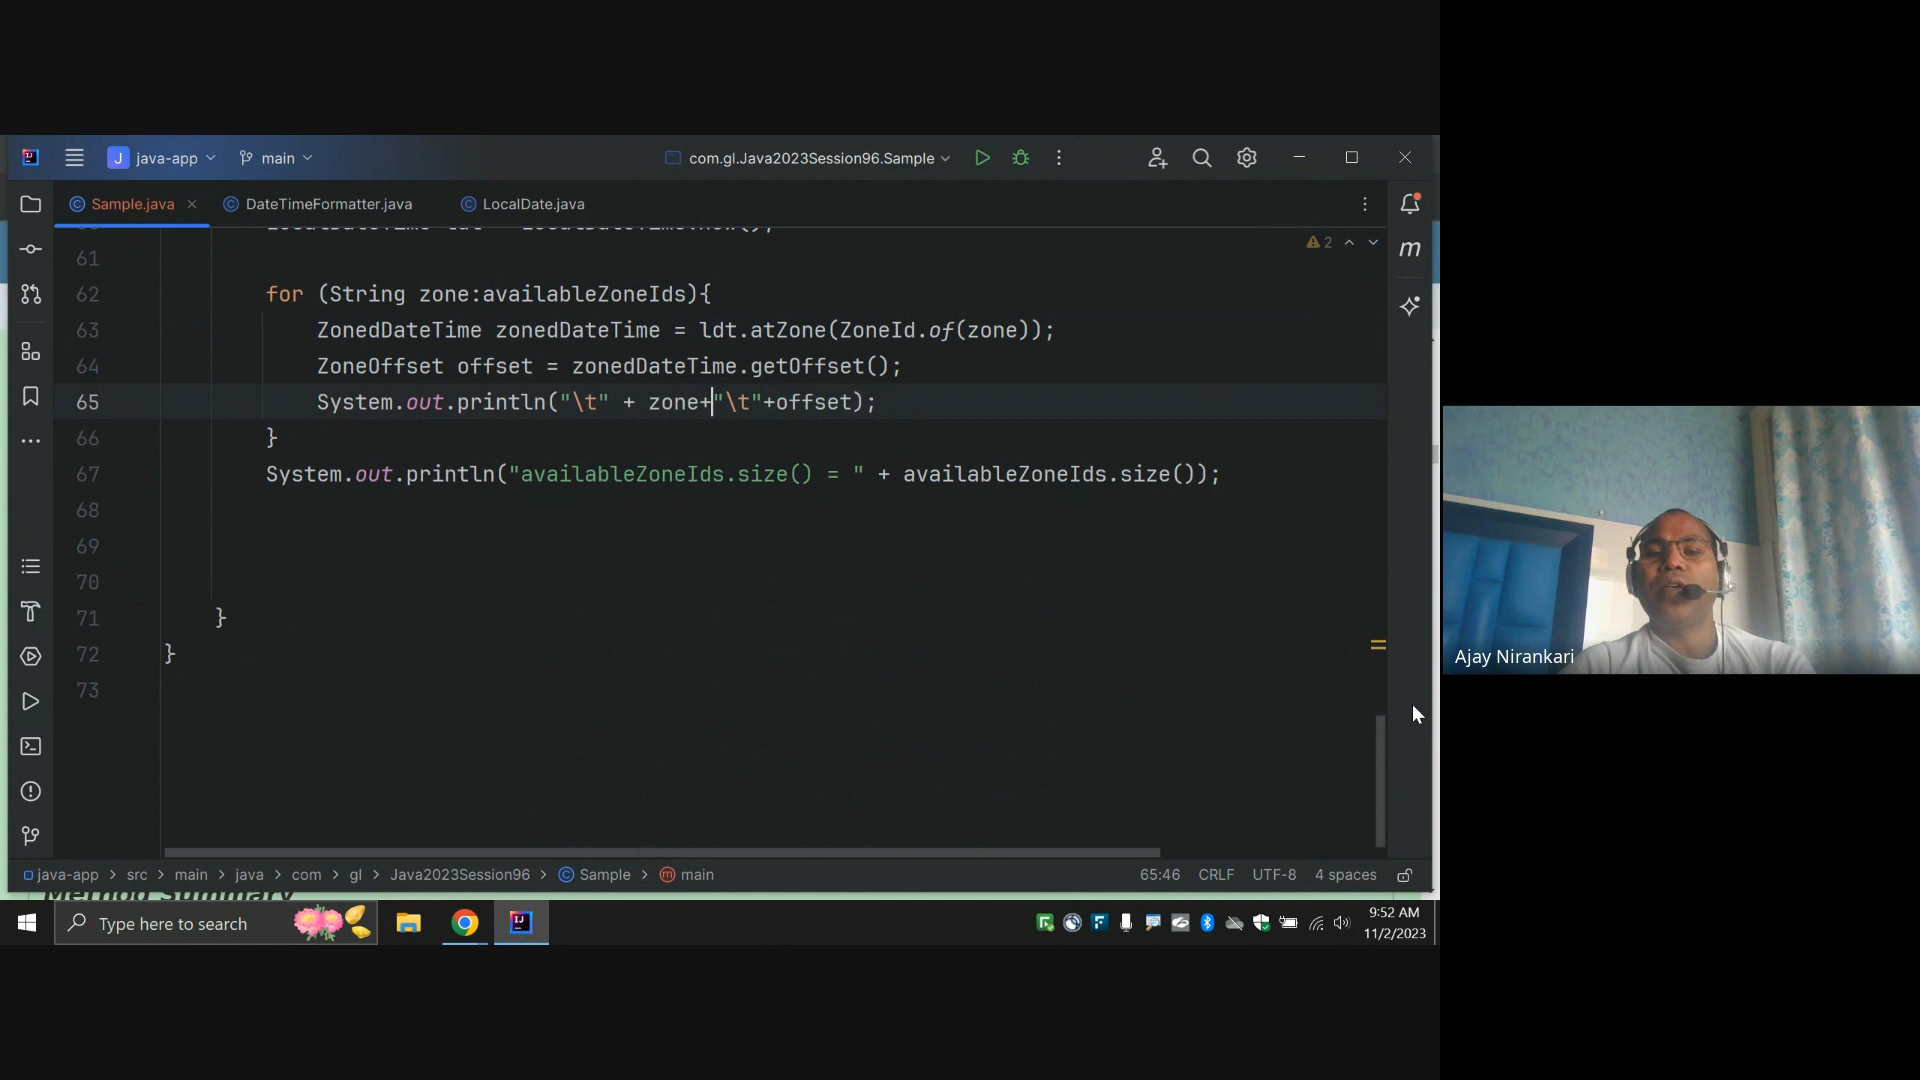 J java-app main com.gl.Java2023Session96.Sample
Sample.java DateTimeFormatter.java LocalDate.java
2
61
62 for (String zone:availableZoneIds){
63 ZonedDateTime zonedDateTime = ldt.atZone(ZoneId.of(zone));
64 ZoneOffset offset = zonedDateTime.getOffset();
65 System.out.println("\t" + zone+"\t"+offset);
66 }
67 System.out.println("availableZoneIds.size() = " + availableZoneIds.size());
68
69
70
71 }
72 }
73
m
Ajay Nirankari
java-app > src > main > java > com > gl > Java2023Session96 > Sample > main 65:46 CRLF UTF-8 4 spaces
Method Summary
Type here to search
9:52 AM
11/2/2023